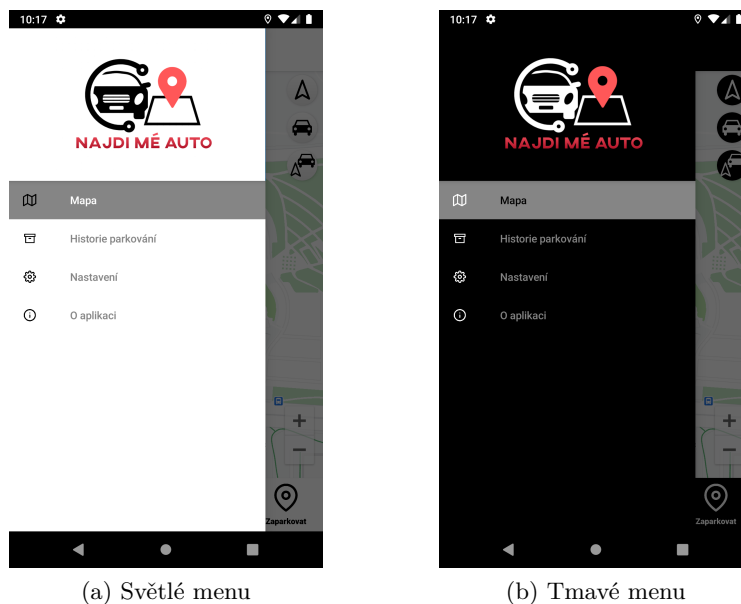 10:17
NAJDI MÉ AUTO
Mapa
Historie parkování
Nastavení
O aplikaci
Zaparkovat
(a) Světlé menu
10:17
NAJDI MÉ AUTO
Mapa
Historie parkování
Nastavení
O aplikaci
Zaparkovat
(b) Tmavé menu